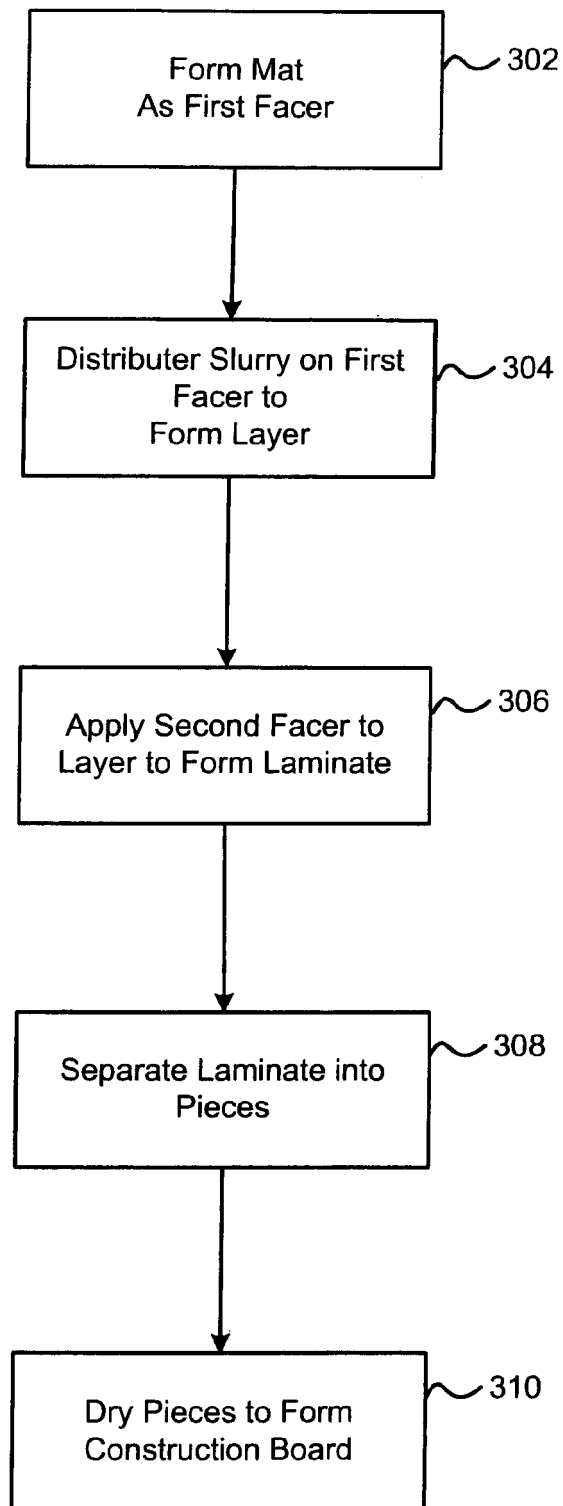 Form Mat
As First Facer
302
Distributer Slurry on First
Facer to
Form Layer
304
Apply Second Facer to
Layer to Form Laminate
306
Separate Laminate into
Pieces
308
Dry Pieces to Form
Construction Board
310